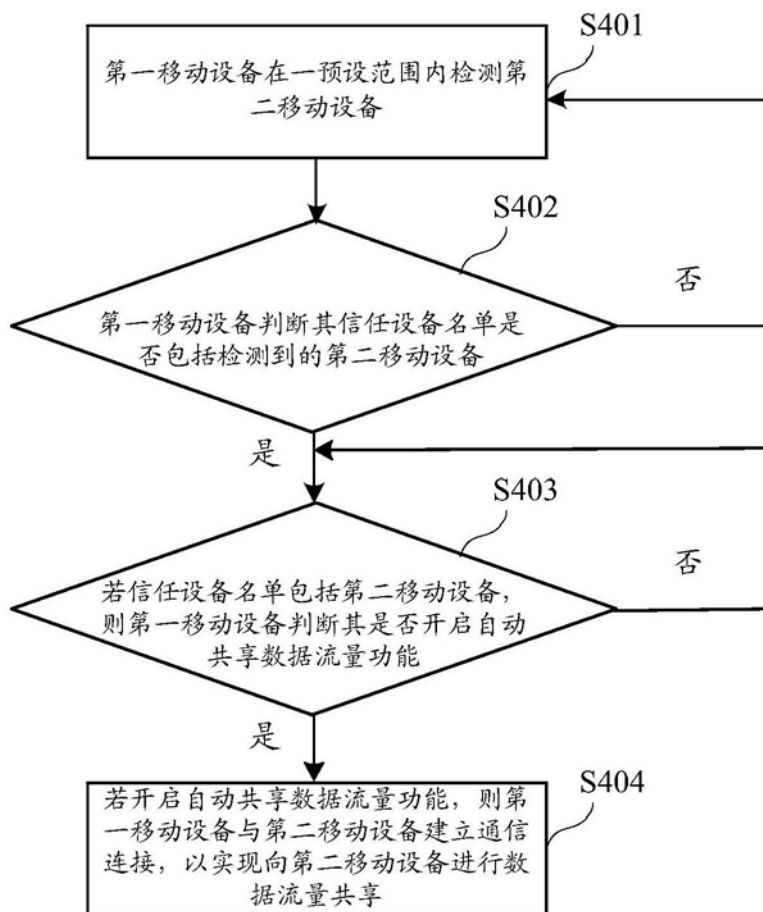 S401
第一移动设备在一预设范围内检测第
二移动设备
S402
否
第一移动设备判断其信任设备名单是
否包括检测到的第二移动设备
是
S403
否
若信任设备名单包括第二移动设备，
则第一移动设备判断其是否开启自动
共享数据流量功能
是
S404
若开启自动共享数据流量功能，则第
一移动设备与第二移动设备建立通信
连接，以实现向第二移动设备进行数
据流量共享